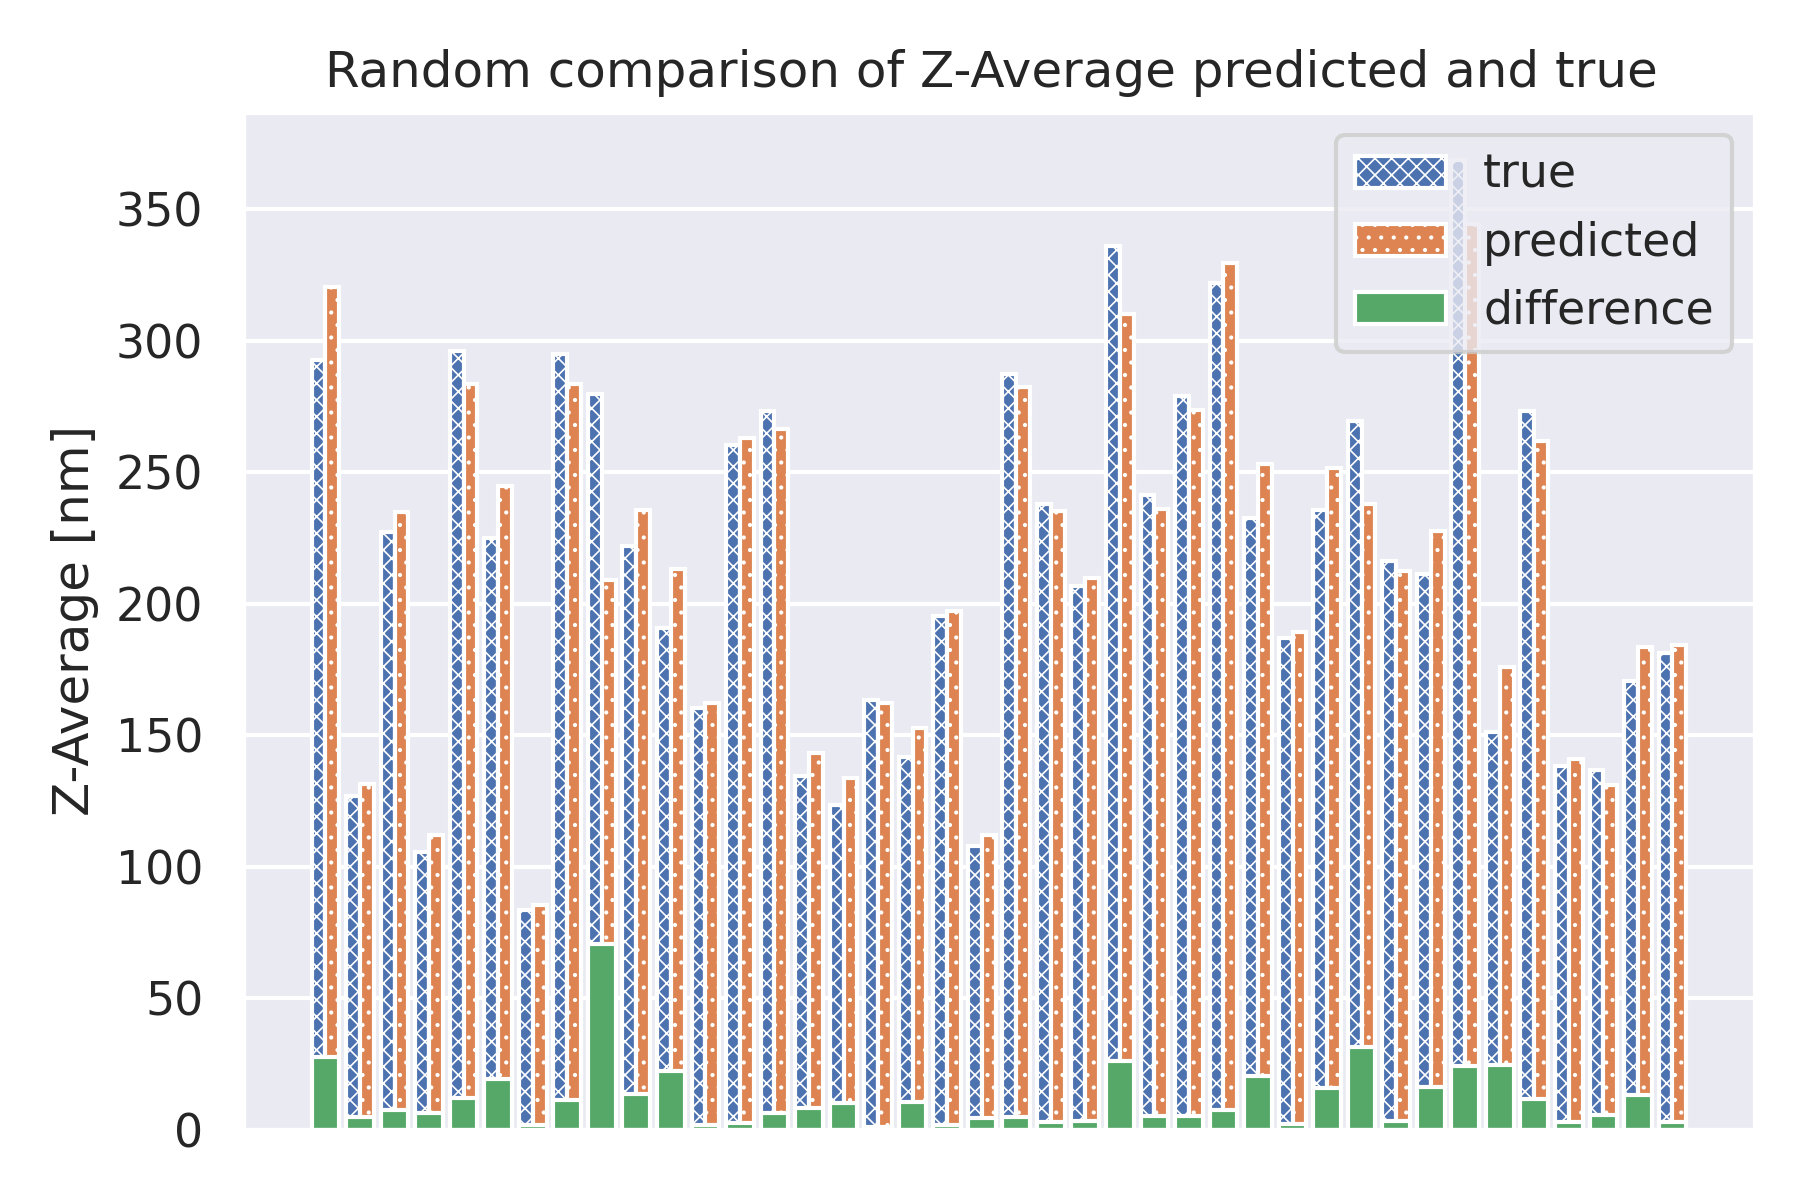 Random comparison of Z-Average predicted and true
true
predicted
difference
Z-Average [nm]
350
300
250
200
150
100
50
0